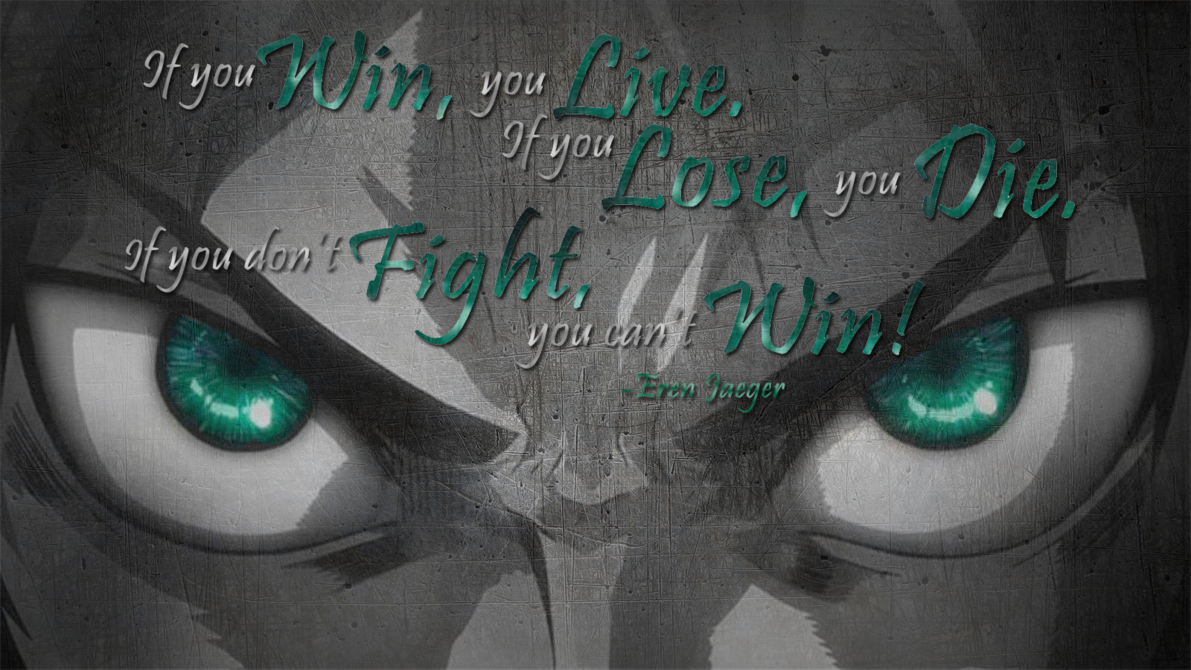 If you Win, you Live.
If you Lose, you Die.
If you don't Fight,
you can't Win!
-Eren Jaeger